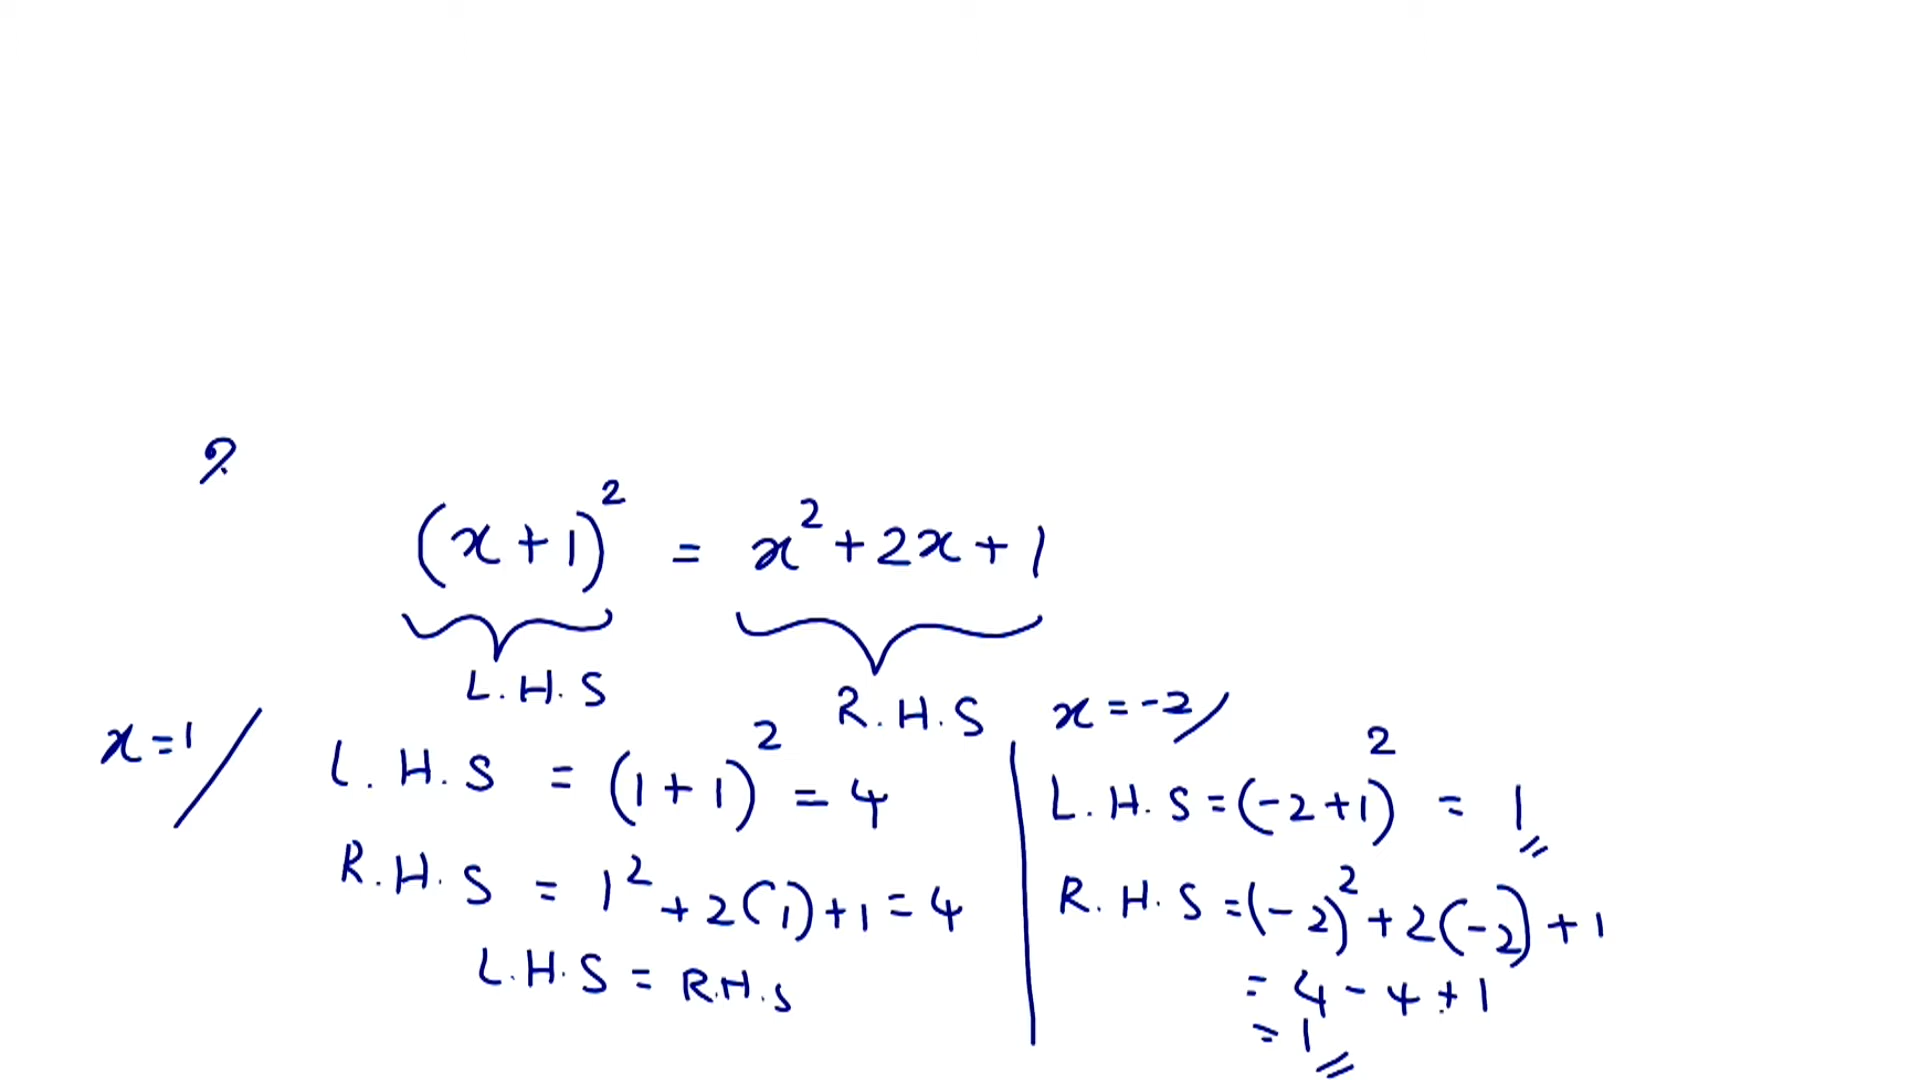 (x+1)² = x²+2x+1
L.H.S R.H.S
x=1/
L.H.S = (1+1)² = 4
R.H.S = 1²+2(1)+1=4
L.H.S = R.H.S
x=-2/
L.H.S=(-2+1)² = 1
R.H.S=(-2)²+2(-2)+1
= 4-4+1
= 1